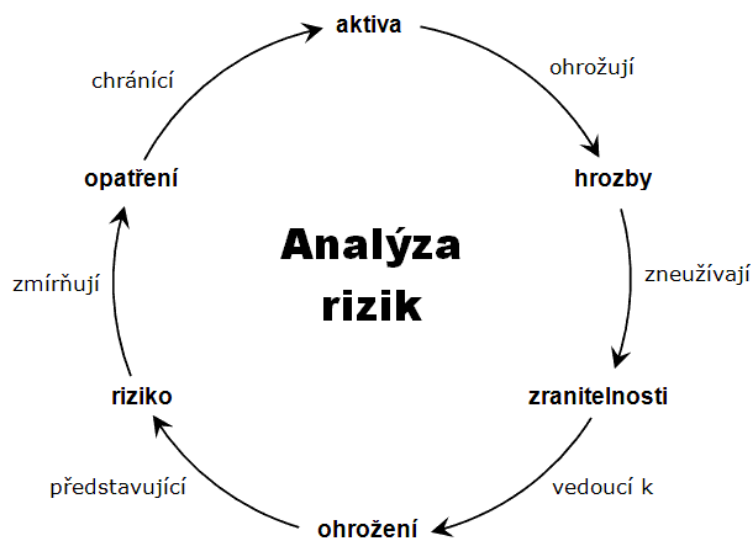 aktiva
ohrožují
hrozby
zneužívají
zranitelnosti
vedoucí k
ohrožení
představující
riziko
zmírňují
opatření
chránící
Analýza
rizik